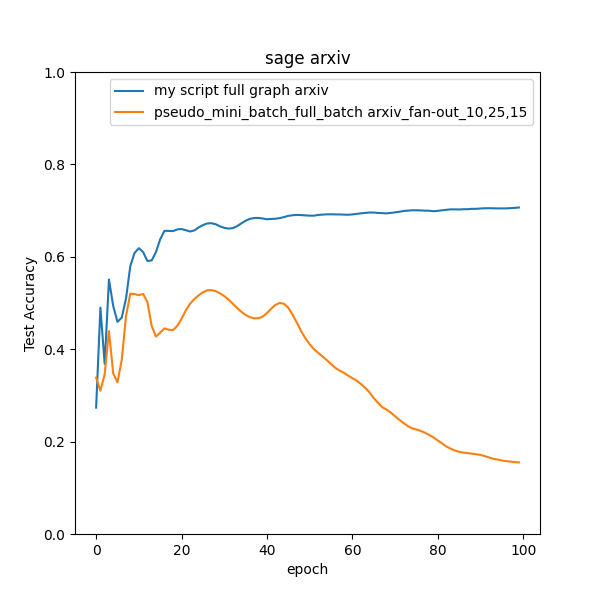 sage arxiv
my script full graph arxiv
pseudo_mini_batch_full_batch arxiv_fan-out_10,25,15
Test Accuracy
1.0
0.8
0.6
0.4
0.2
0.0
0 20 40 60 80 100
epoch